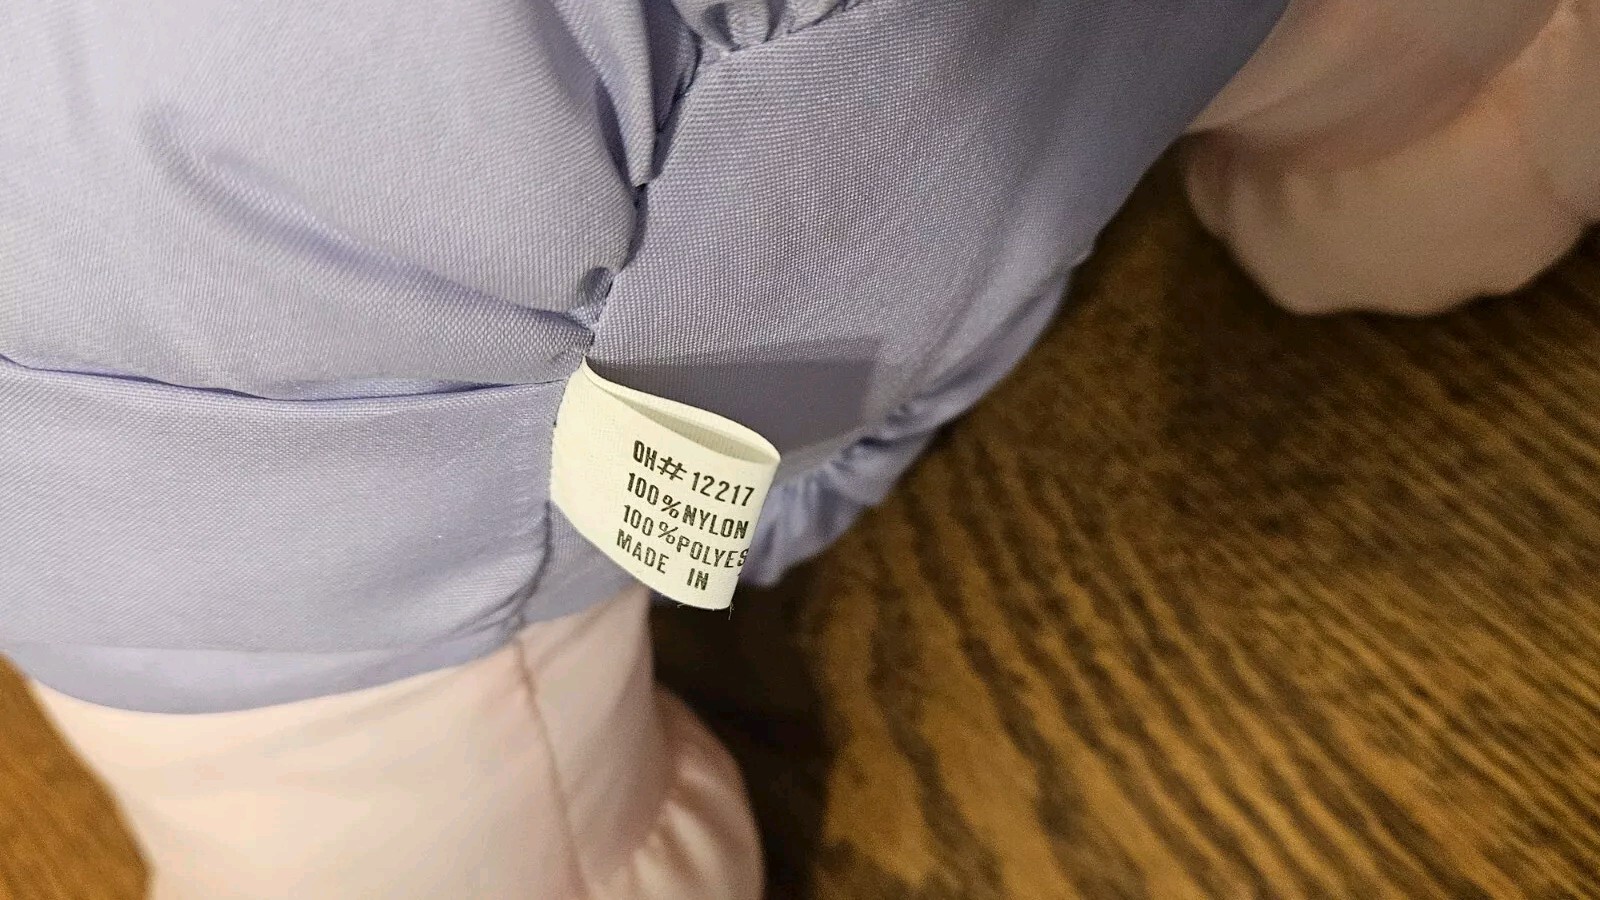 OH# 12217
100% NYLON
100% POLYES
MADE IN